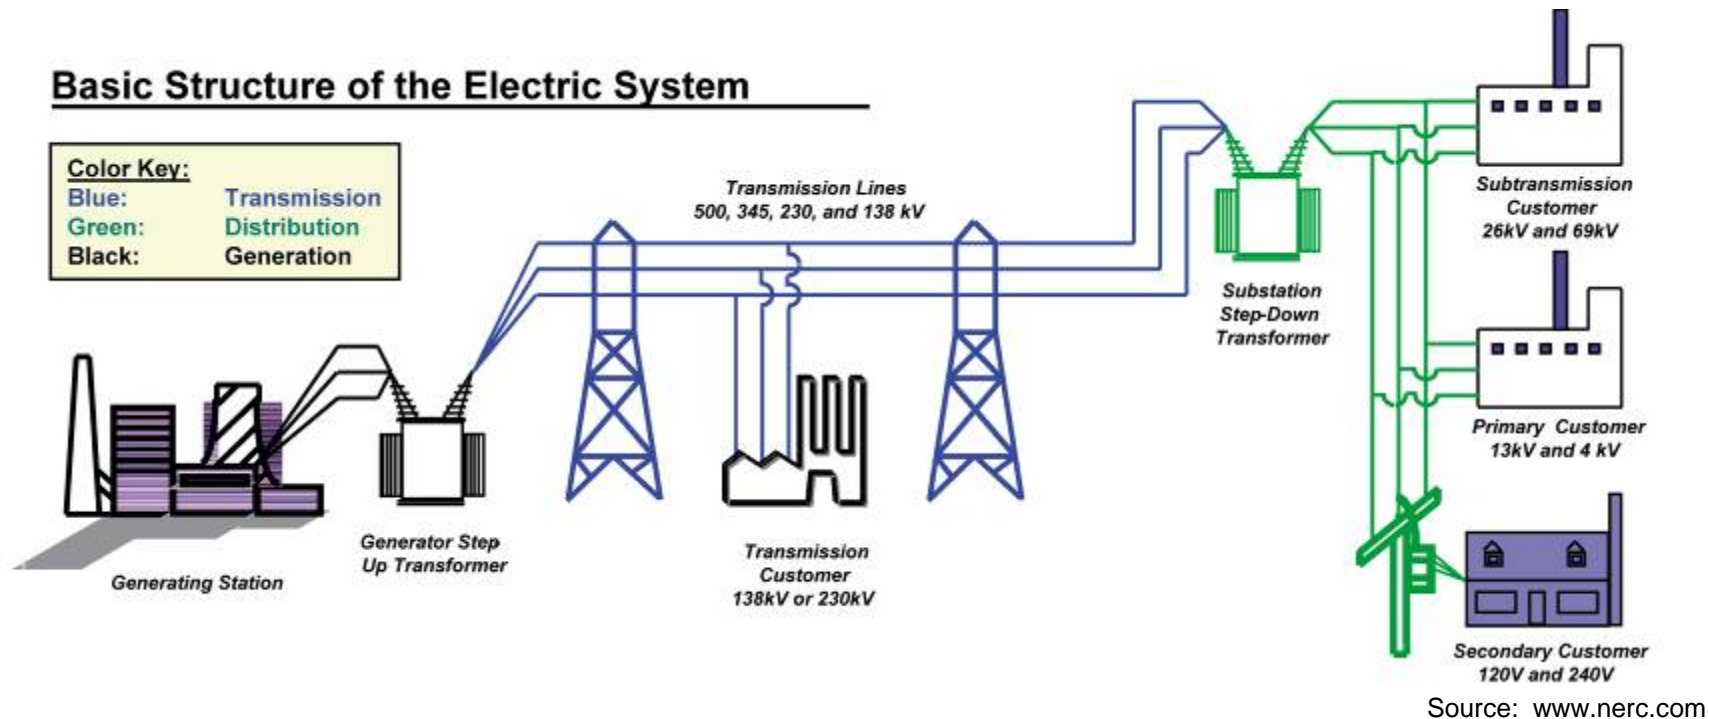 Basic Structure of the Electric System
Color Key:
Blue: Transmission
Green: Distribution
Black: Generation
Transmission Lines
500, 345, 230, and 138 kV
Subtransmission
Customer
26kV and 69kV
Substation
Step-Down
Transformer
Primary Customer
13kV and 4 kV
Generator Step
Up Transformer
Generating Station
Transmission
Customer
138kV or 230kV
Secondary Customer
120V and 240V
Source: www.nerc.com